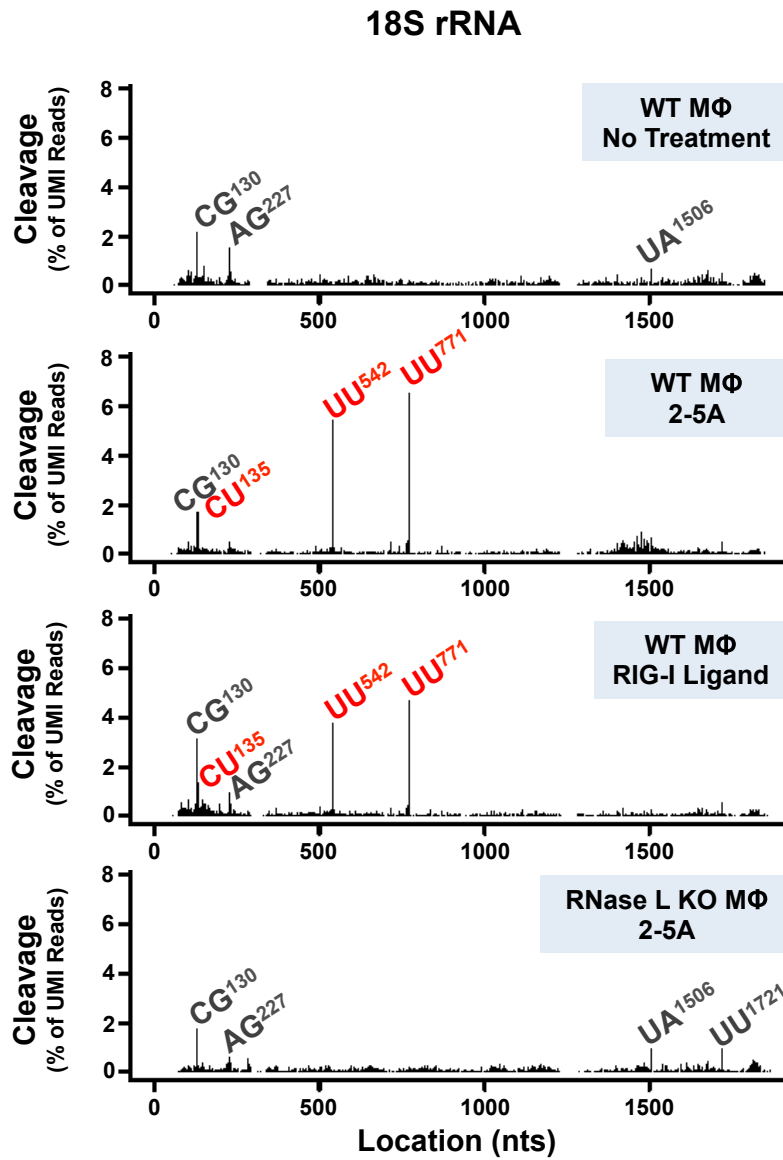 18S rRNA
Cleavage
(% of UMI Reads)
8
6
4
2
0
WT MΦ
No Treatment
CG130
AG227
UA1506
0 500 1000 1500
Cleavage
(% of UMI Reads)
8
6
4
2
0
WT MΦ
2-5A
CG130
CU135
UU542
UU771
0 500 1000 1500
Cleavage
(% of UMI Reads)
8
6
4
2
0
WT MΦ
RIG-I Ligand
CG130
CU135
AG227
UU542
UU771
0 500 1000 1500
Cleavage
(% of UMI Reads)
8
6
4
2
0
RNase L KO MΦ
2-5A
CG130
AG227
UA1506
UU1721
0 500 1000 1500
Location (nts)